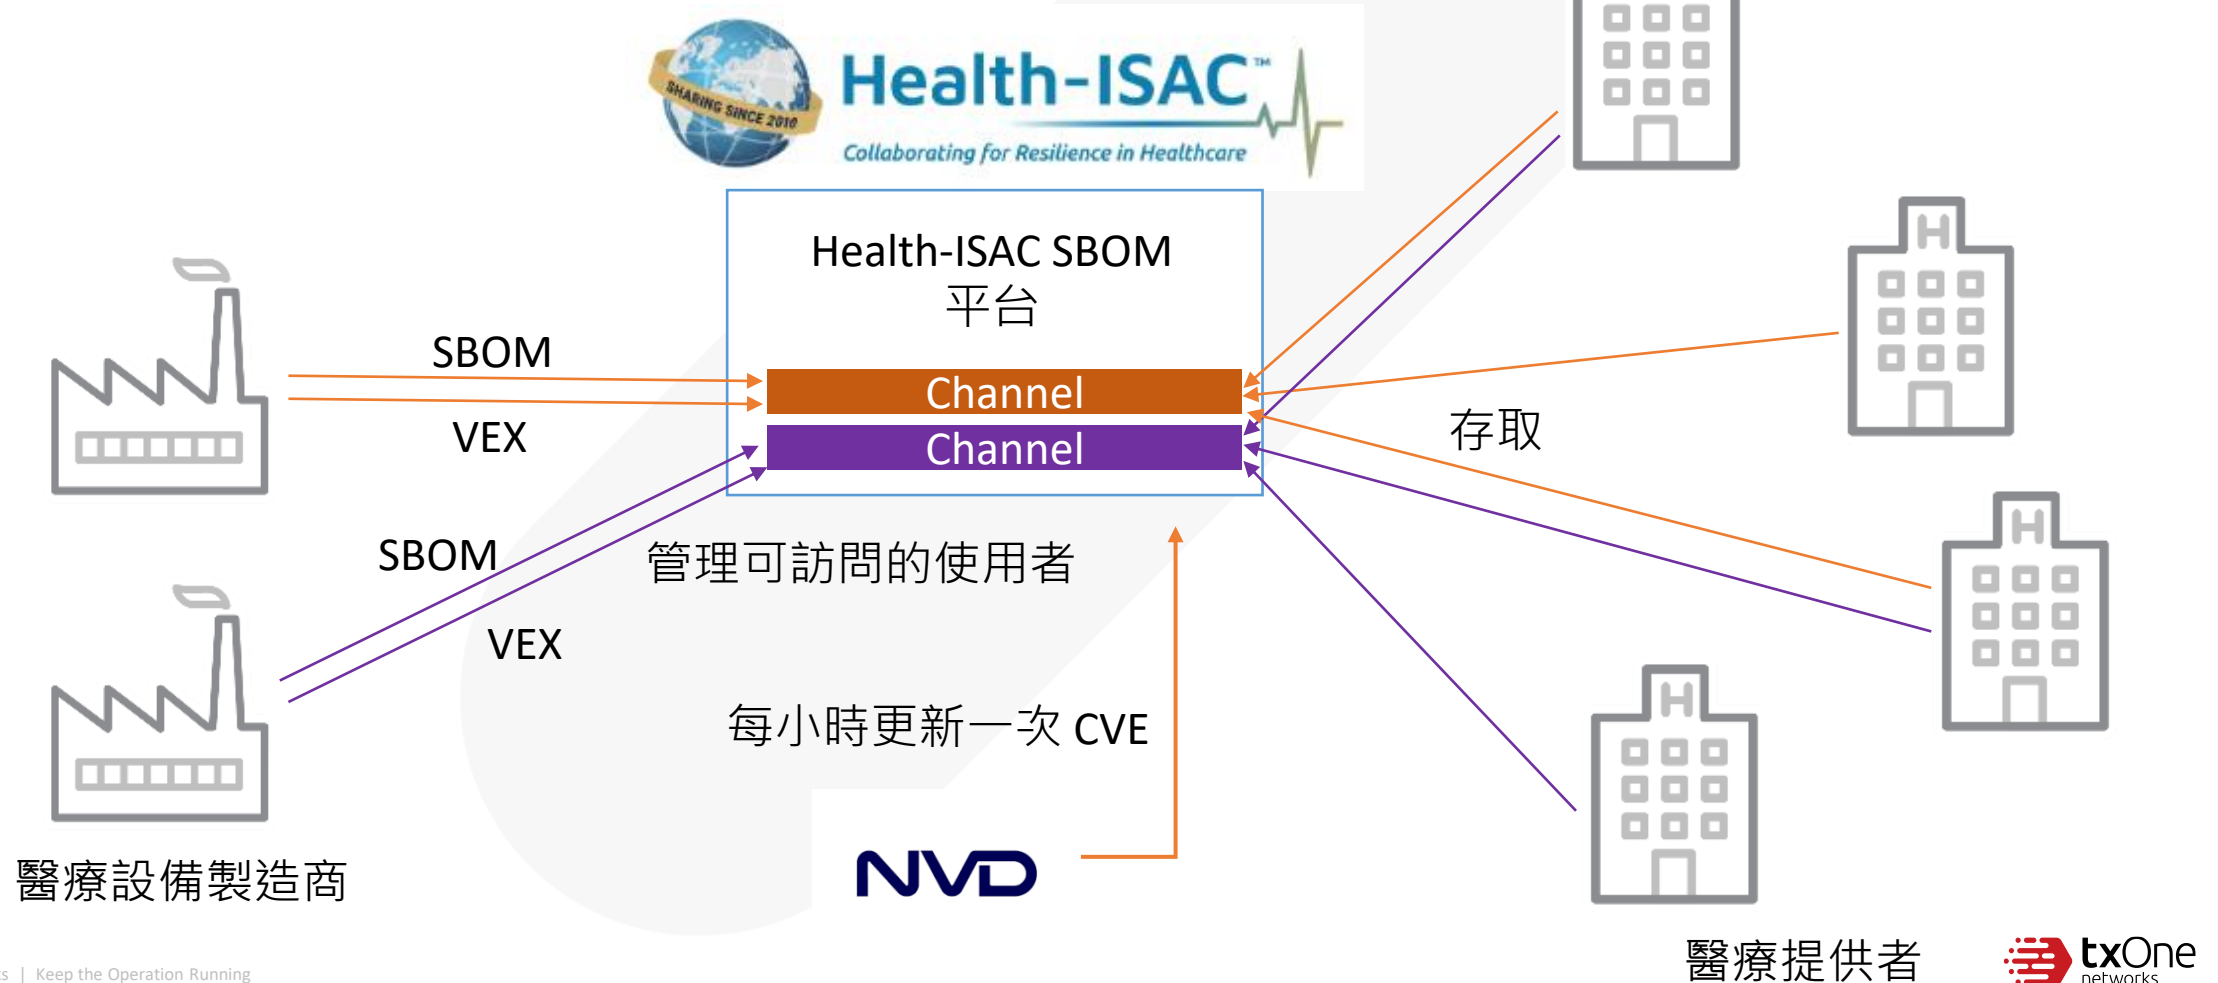 SHARING SINCE 2010
Health-ISAC™
Collaborating for Resilience in Healthcare
Health-ISAC SBOM
平台
SBOM
Channel
VEX
Channel
存取
SBOM
管理可訪問的使用者
VEX
每小時更新一次 CVE
H
H
H
NVD
醫療設備製造商
醫療提供者
txOne
networks
| Keep the Operation Running